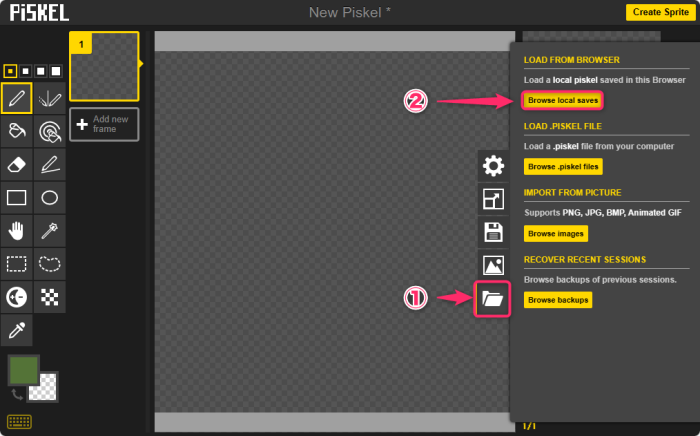 PiSKEL
New Piskel *
Create Sprite
1
Add new
frame
②
①
LOAD FROM BROWSER
Load a local piskel saved in this Browser
Browse local saves
LOAD .PISKEL FILE
Load a .piskel file from your computer
Browse .piskel files
IMPORT FROM PICTURE
Supports PNG, JPG, BMP, Animated GIF
Browse images
RECOVER RECENT SESSIONS
Browse backups of previous sessions.
Browse backups
1/1